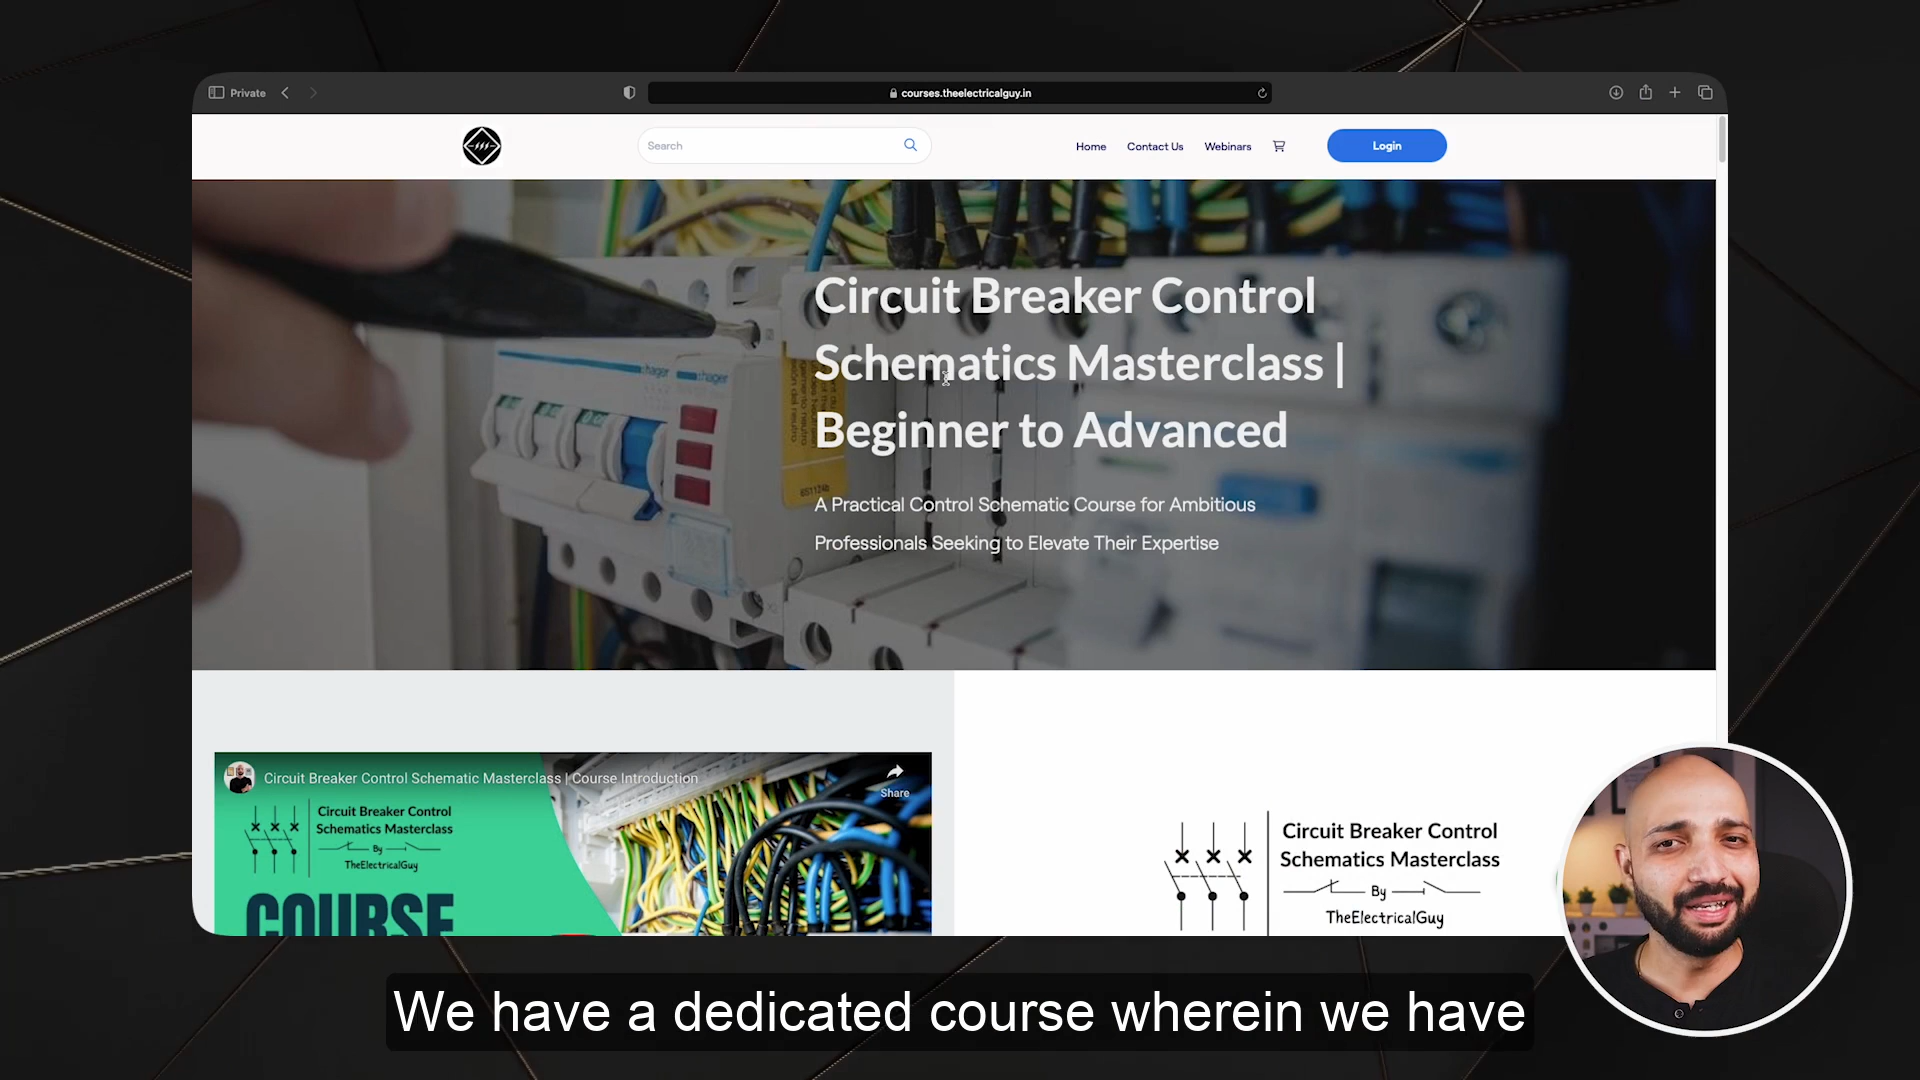 Private
courses.theelectricalguy.in
Search
Home
Contact Us
Webinars
Login
Circuit Breaker Control
Schematics Masterclass |
Beginner to Advanced
A Practical Control Schematic Course for Ambitious
Professionals Seeking to Elevate Their Expertise
hager
hager
Circuit Breaker Control Schematic Masterclass | Course Introduction
Share
Circuit Breaker Control
Schematics Masterclass
By
TheElectricalGuy
COURSE
Circuit Breaker Control
Schematics Masterclass
By
TheElectricalGuy
We have a dedicated course wherein we have